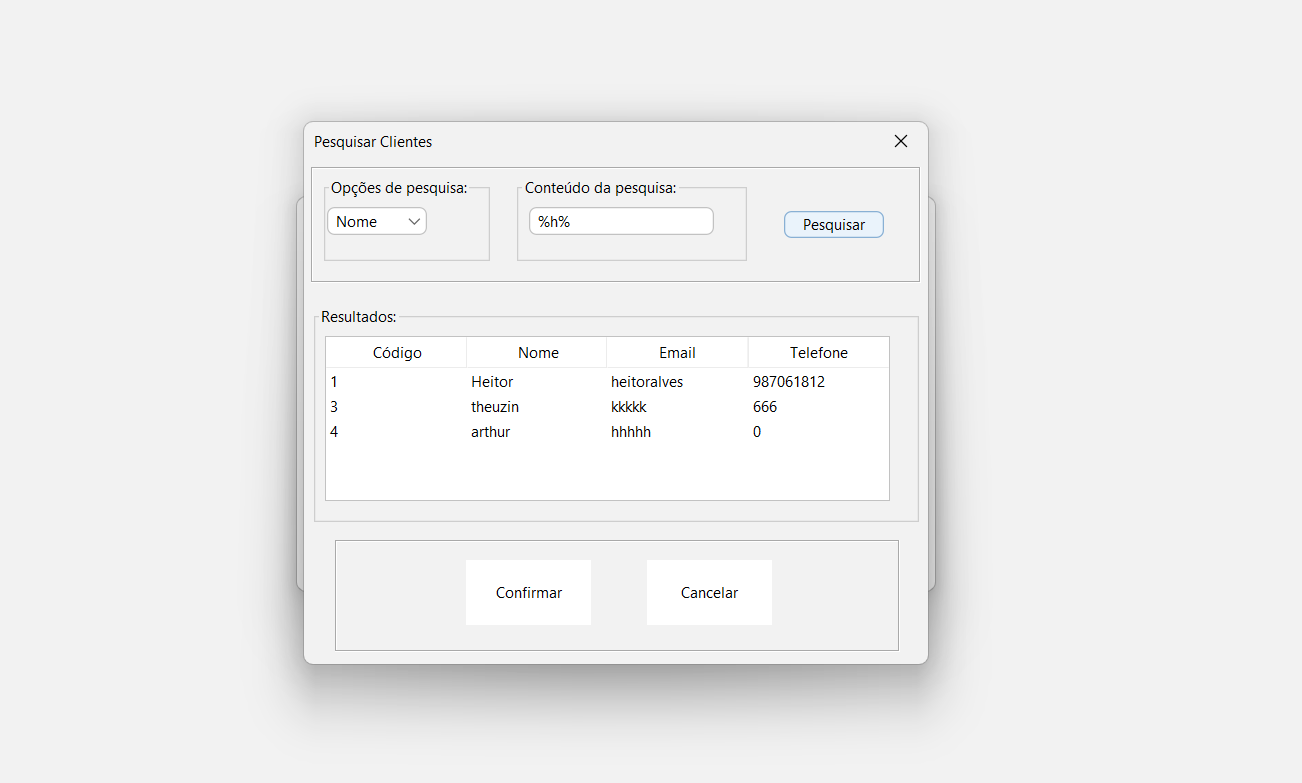 Pesquisar Clientes
Opções de pesquisa: Conteúdo da pesquisa:
Nome %h% Pesquisar
Resultados:
Código Nome Email Telefone
1 Heitor heitoralves 987061812
3 theuzin kkkkk 666
4 arthur hhhhh 0
Confirmar Cancelar